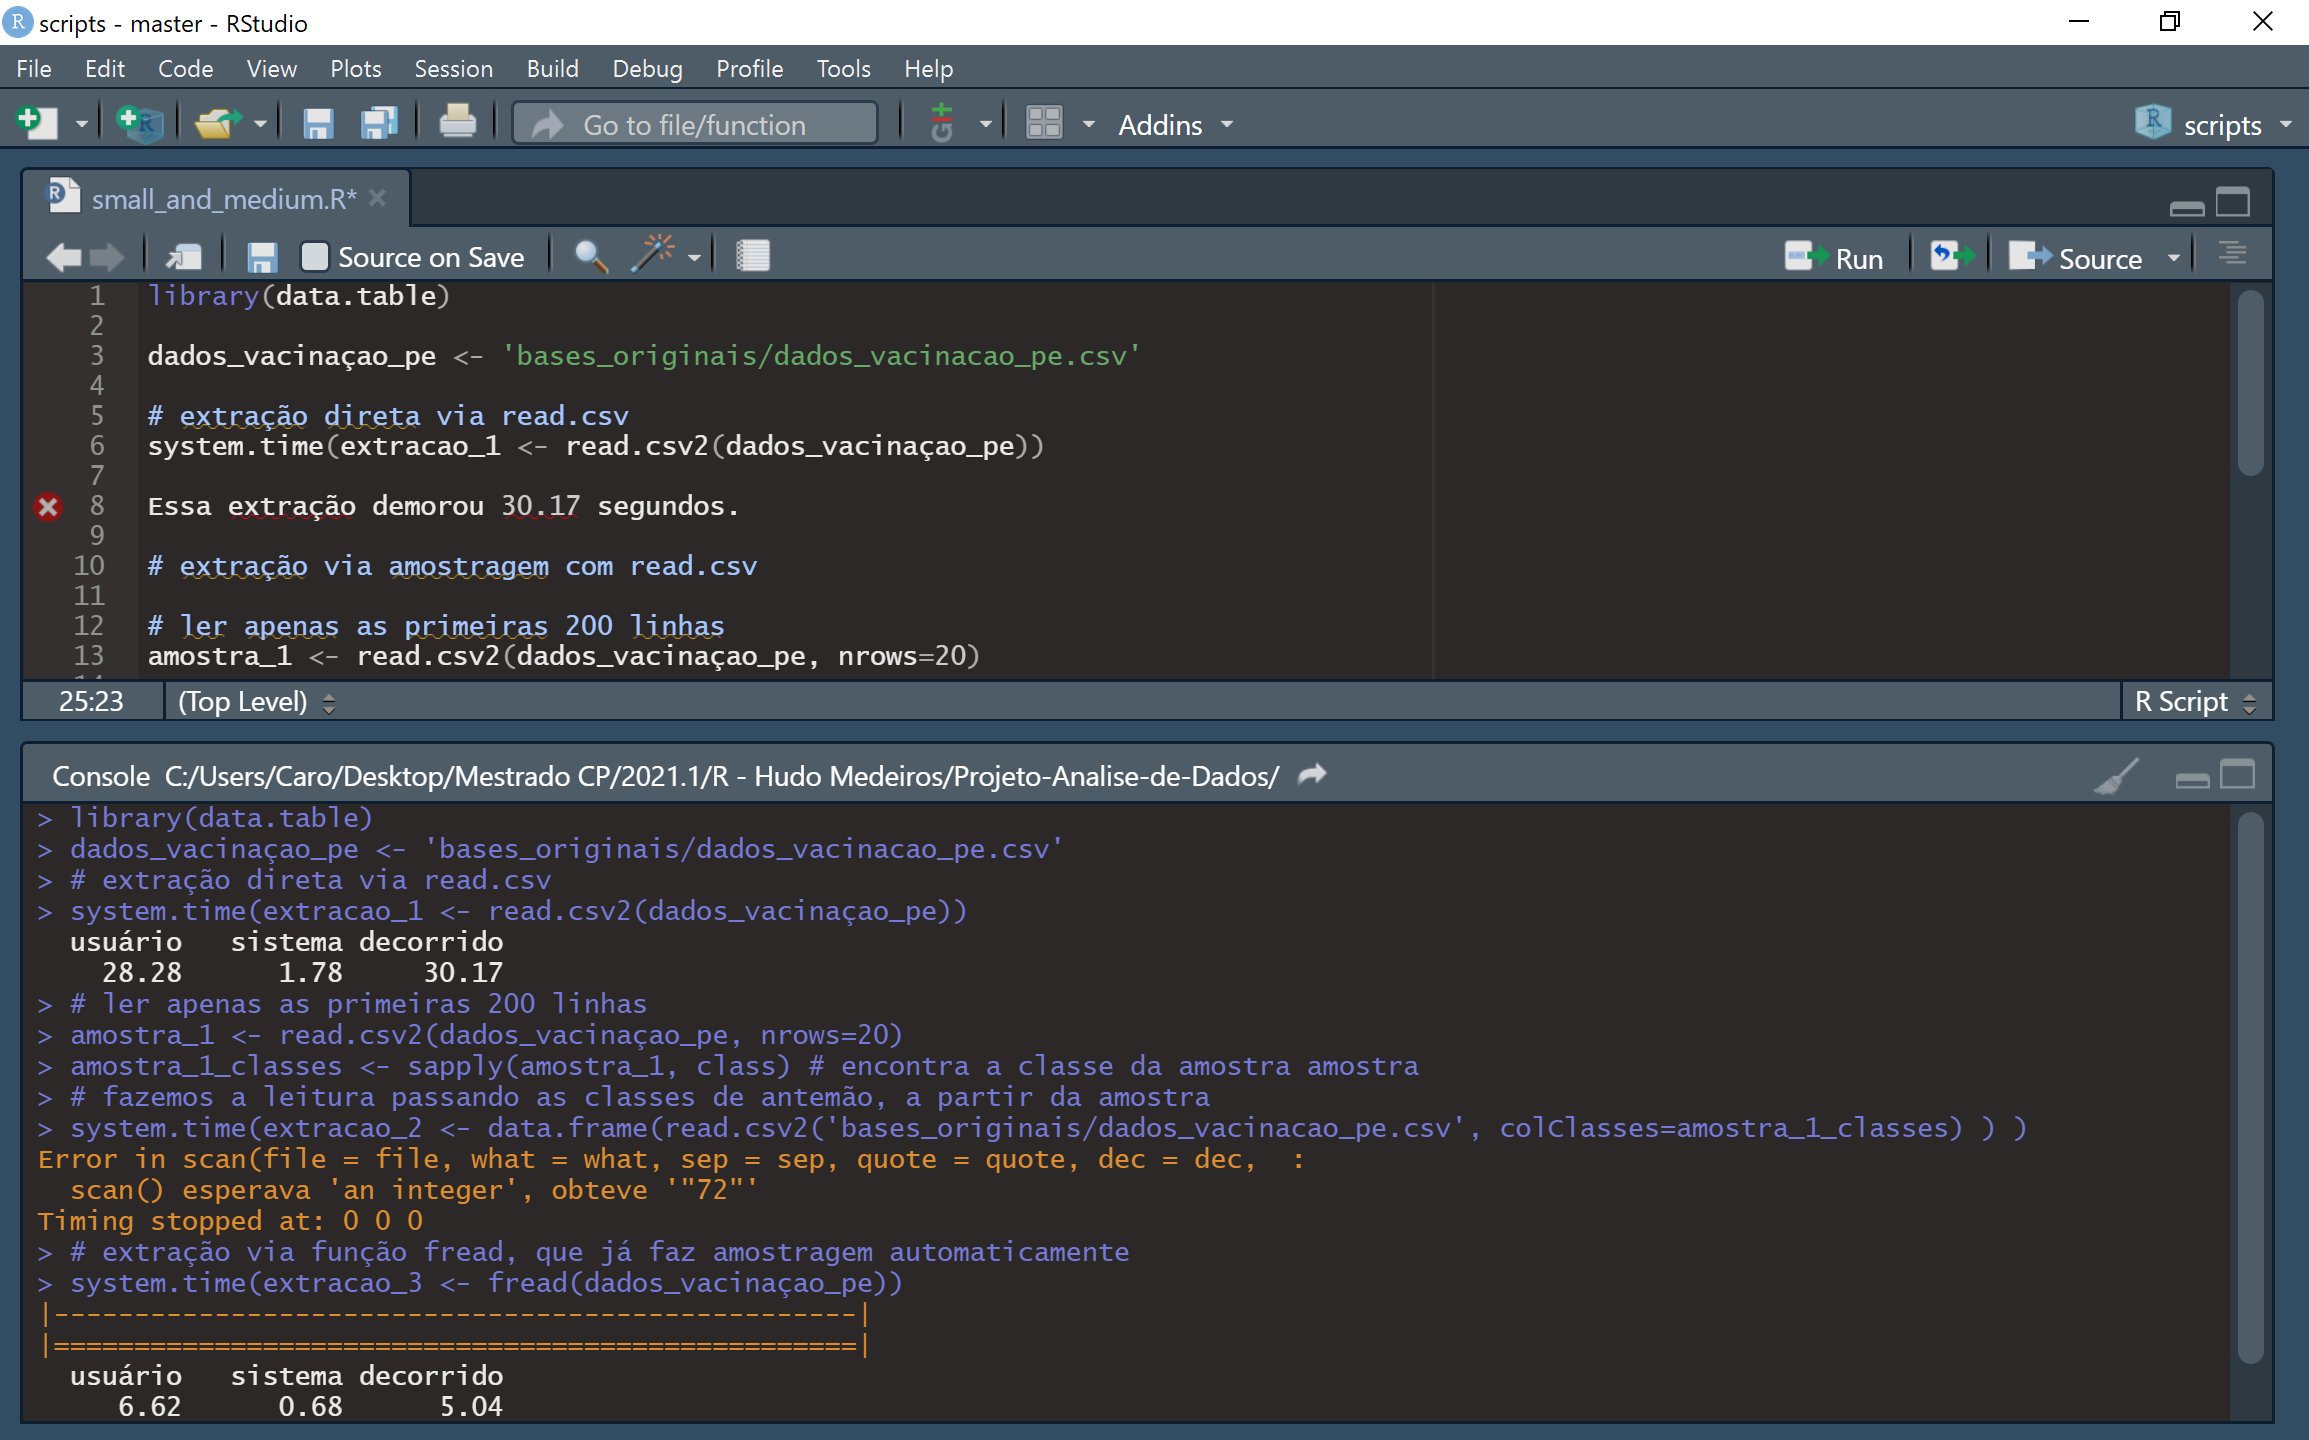 scripts - master - RStudio
File Edit Code View Plots Session Build Debug Profile Tools Help
Go to file/function Addins scripts
small_and_medium.R*
Source on Save Run Source
1 library(data.table)
2
3 dados_vacinaçao_pe <- 'bases_originais/dados_vacinacao_pe.csv'
4
5 # extração direta via read.csv
6 system.time(extracao_1 <- read.csv2(dados_vacinaçao_pe))
7
8 Essa extração demorou 30.17 segundos.
9
10 # extração via amostragem com read.csv
11
12 # ler apenas as primeiras 200 linhas
13 amostra_1 <- read.csv2(dados_vacinaçao_pe, nrows=20)
25:23 (Top Level) R Script
Console C:/Users/Caro/Desktop/Mestrado CP/2021.1/R - Hudo Medeiros/Projeto-Analise-de-Dados/
> library(data.table)
> dados_vacinaçao_pe <- 'bases_originais/dados_vacinacao_pe.csv'
> # extração direta via read.csv
> system.time(extracao_1 <- read.csv2(dados_vacinaçao_pe))
usuário sistema decorrido
28.28 1.78 30.17
> # ler apenas as primeiras 200 linhas
> amostra_1 <- read.csv2(dados_vacinaçao_pe, nrows=20)
> amostra_1_classes <- sapply(amostra_1, class) # encontra a classe da amostra amostra
> # fazemos a leitura passando as classes de antemão, a partir da amostra
> system.time(extracao_2 <- data.frame(read.csv2('bases_originais/dados_vacinacao_pe.csv', colClasses=amostra_1_classes) ) )
Error in scan(file = file, what = what, sep = sep, quote = quote, dec = dec,  :
scan() esperava 'an integer', obteve '"72"'
Timing stopped at: 0 0 0
> # extração via função fread, que já faz amostragem automaticamente
> system.time(extracao_3 <- fread(dados_vacinaçao_pe))
|--------------------------------------------------|
|==================================================|
usuário sistema decorrido
6.62 0.68 5.04